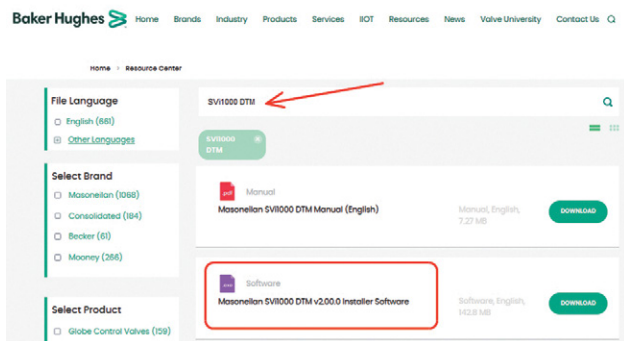 Baker Hughes
Home Brands Industry Products Services IIOT Resources News Valve University Contact Us
Home > Resource Center
File Language
English (661)
Other Languages
Select Brand
Masoneilan (1068)
Consolidated (184)
Becker (61)
Mooney (266)
Select Product
Globe Control Valves (159)
SVi1000 DTM
SVI1000
DTM
pdf
Manual
Masoneilan SVI1000 DTM Manual (English)
Manual, English,
7.27 MB
DOWNLOAD
Software
Masoneilan SVI1000 DTM v2.00.0 Installer Software
Software, English,
142.8 MB
DOWNLOAD